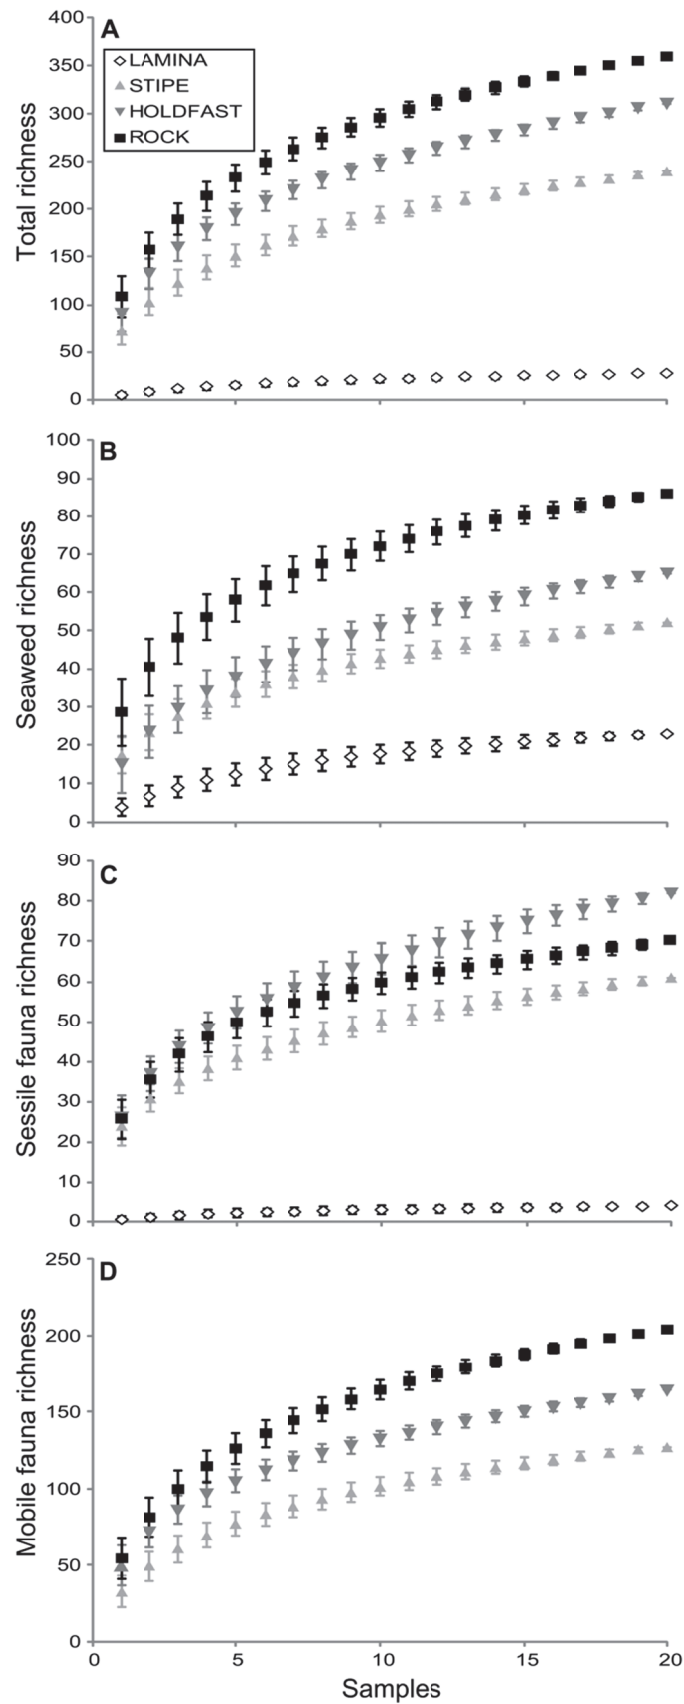 A
LAMINA
STIPE
HOLDFAST
ROCK
Total richness
400
350
300
250
200
150
100
50
0
B
Seaweed richness
100
90
80
70
60
50
40
30
20
10
0
C
Sessile fauna richness
90
80
70
60
50
40
30
20
10
0
D
Mobile fauna richness
250
200
150
100
50
0
0 5 10 15 20
Samples